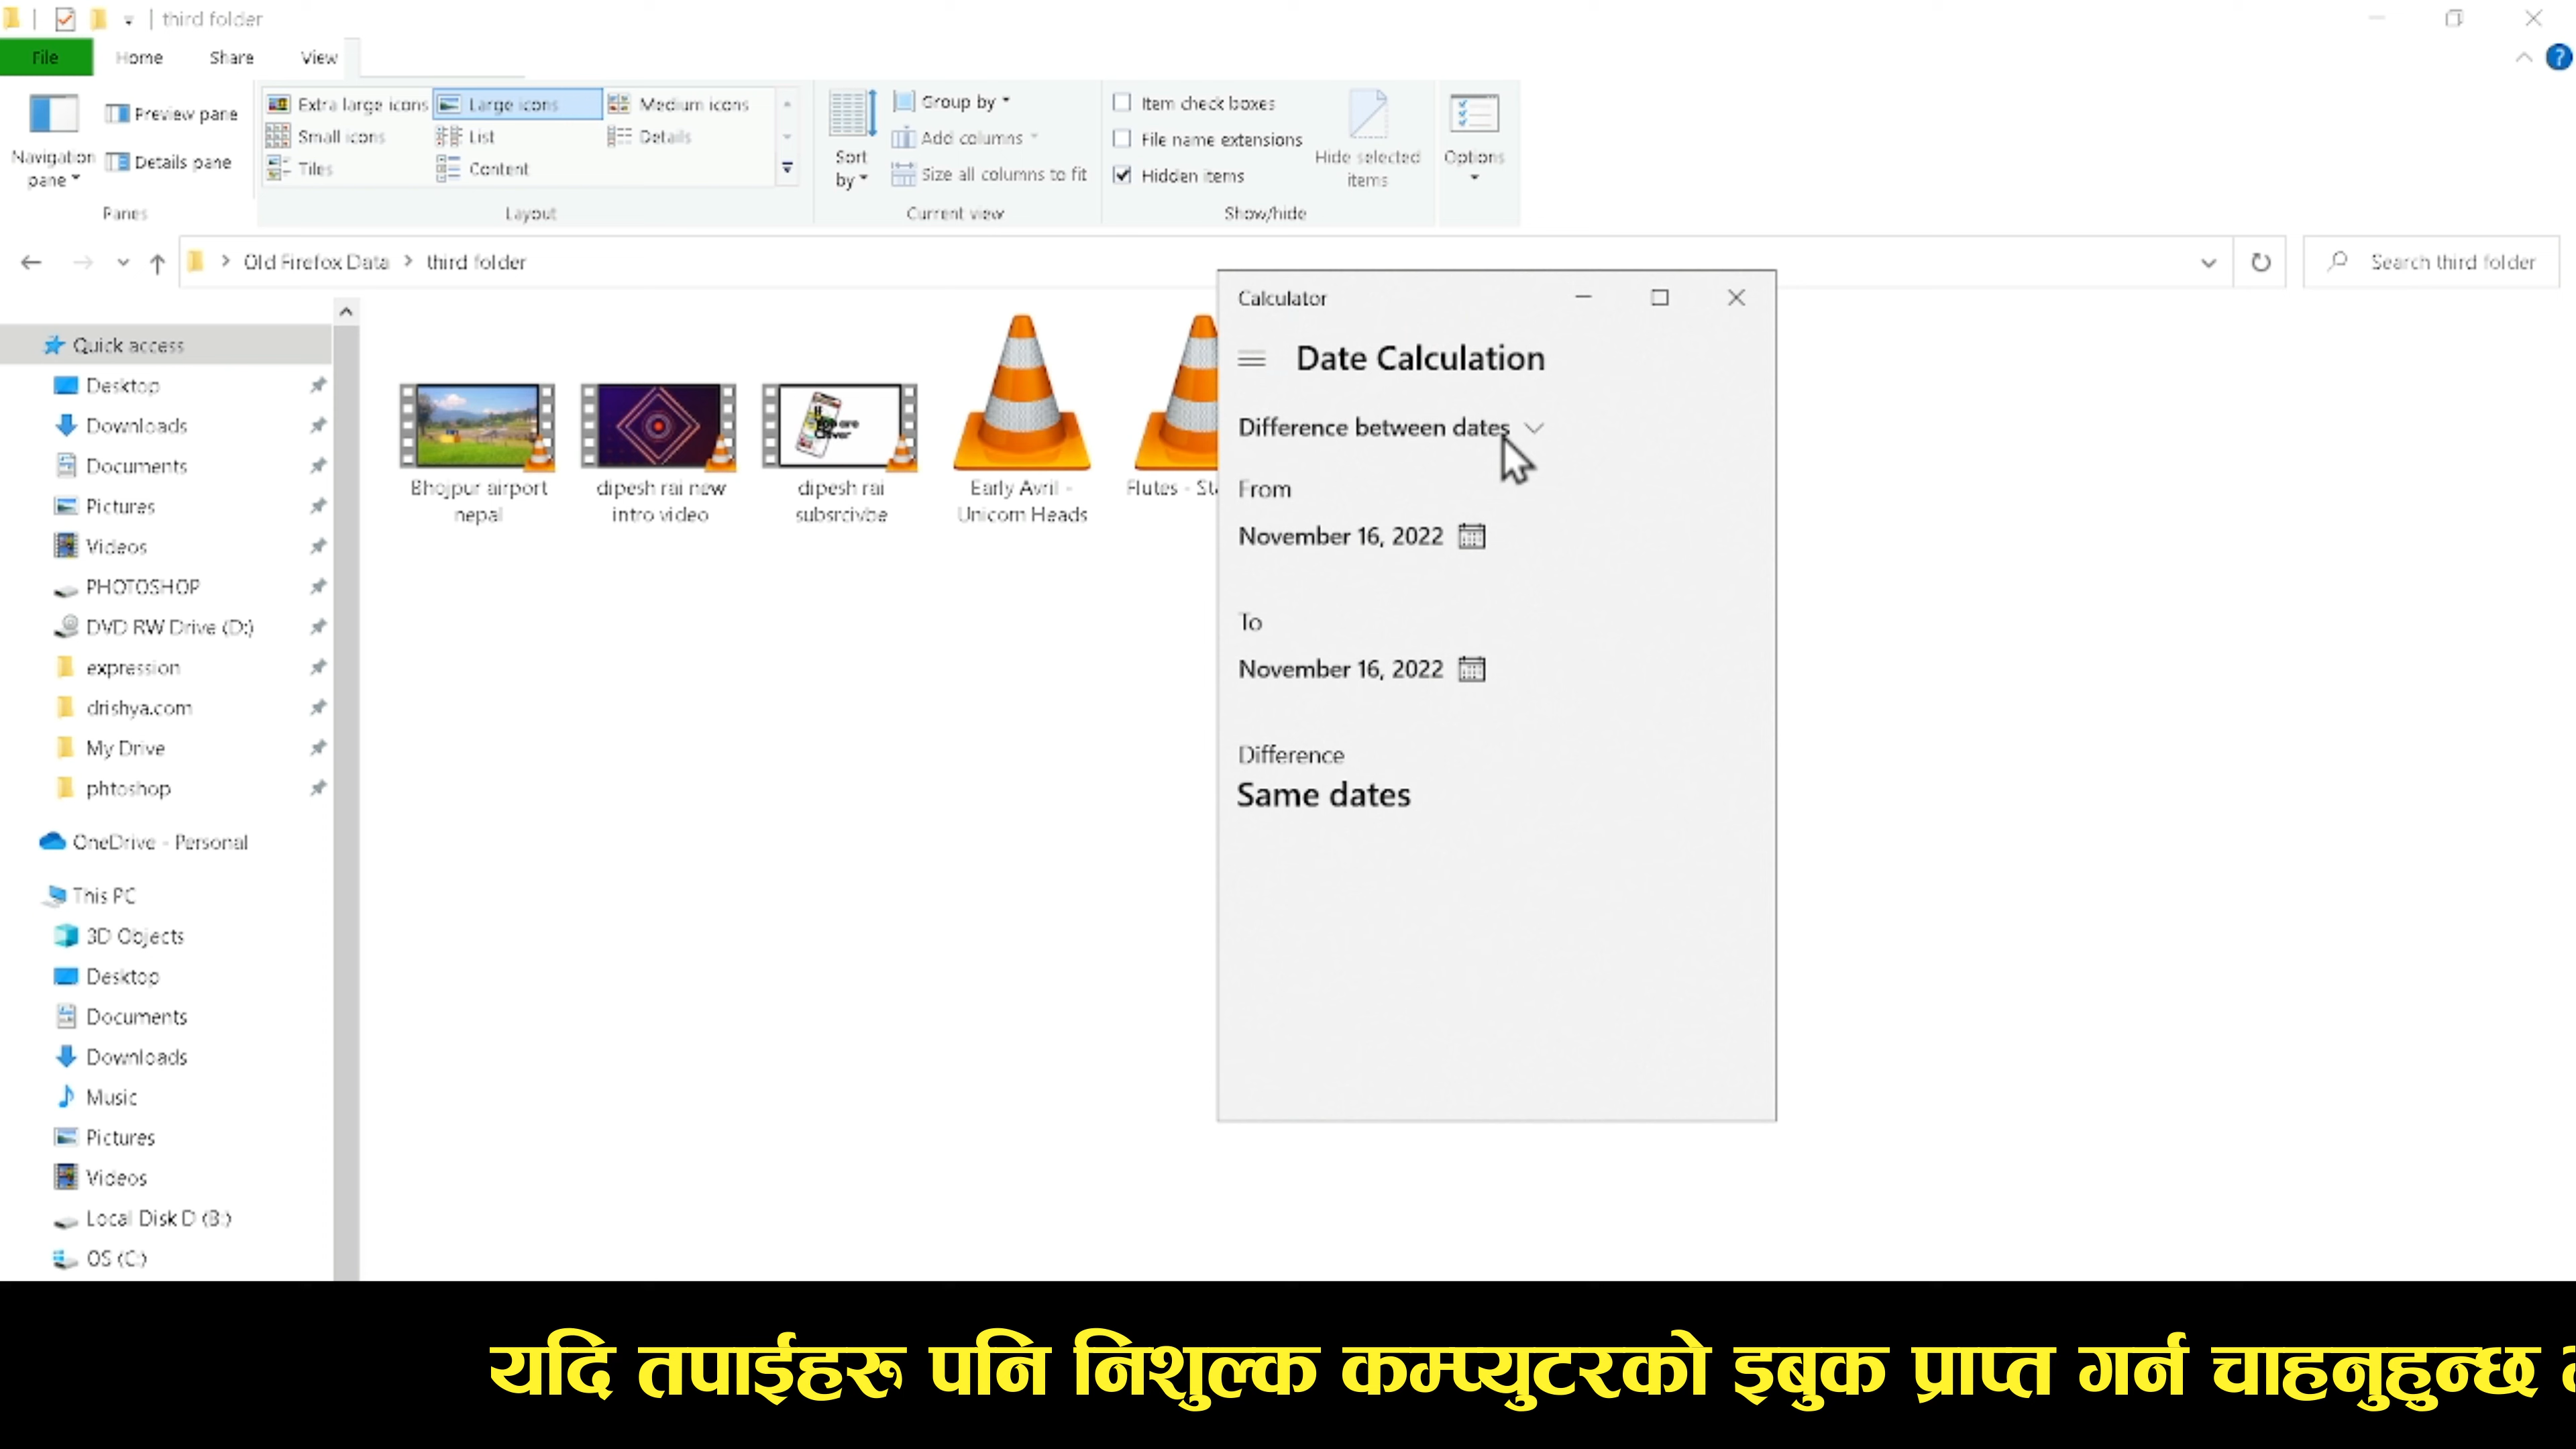 third folder
File Home Share View
Navigation pane
Preview pane
Details pane
Panes
Extra large icons Large icons Medium icons
Small icons List Details
Tiles Content
Layout
Sort by
Group by
Add columns
Size all columns to fit
Current view
Item check boxes
File name extensions
Hidden items
Hide selected items
Show/hide
Options
Old Firefox Data > third folder
Search third folder
Quick access
Desktop
Downloads
Documents
Pictures
Videos
PHOTOSHOP
DVD RW Drive (D:)
expression
drishya.com
My Drive
phtoshop
OneDrive - Personal
This PC
3D Objects
Desktop
Documents
Downloads
Music
Pictures
Videos
Local Disk D (B:)
OS (C:)
Bhojpur airport
nepal
dipesh rai new
intro video
dipesh rai
subsrcivbe
Early Avril -
Unicorn Heads
Flutes -
Calculator
Date Calculation
Difference between dates
From
November 16, 2022
To
November 16, 2022
Difference
Same dates
यदि तपाईहरू पनि निशुल्क कम्प्युटरको इबुक प्राप्त गर्न चाहनुहुन्छ